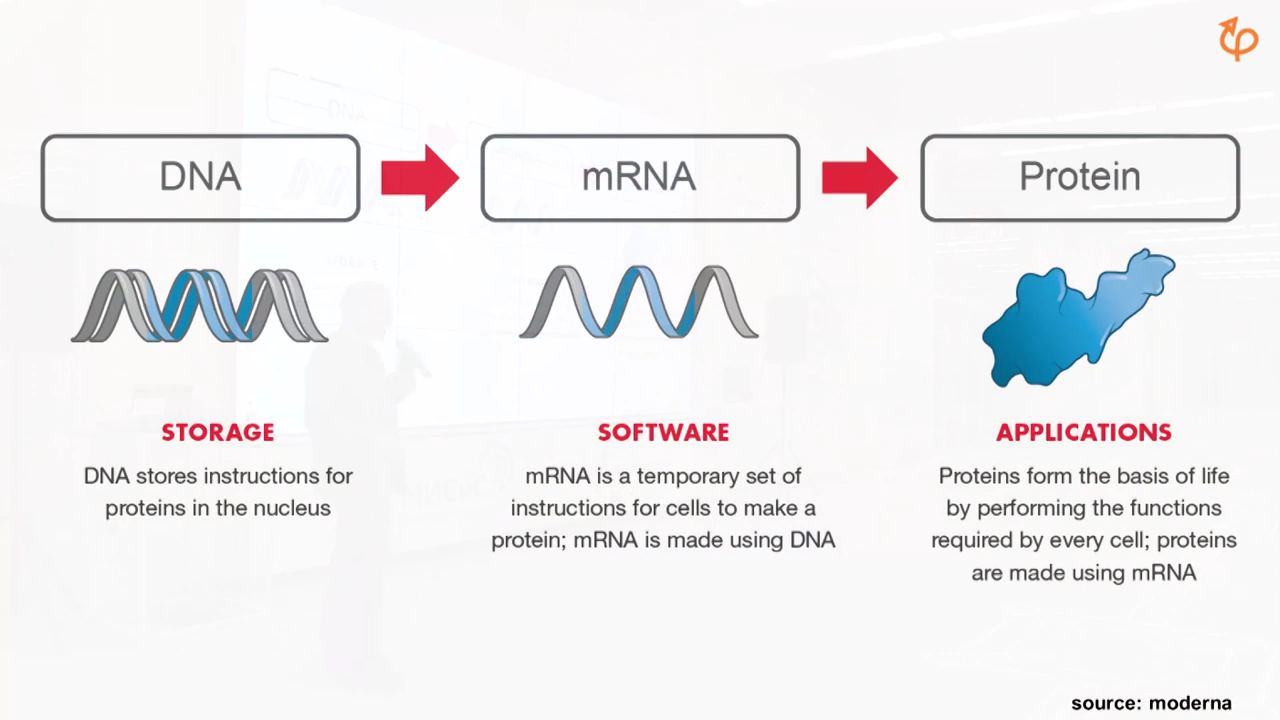 DNA
mRNA
Protein
STORAGE
DNA stores instructions for
proteins in the nucleus
SOFTWARE
mRNA is a temporary set of
instructions for cells to make a
protein; mRNA is made using DNA
APPLICATIONS
Proteins form the basis of life
by performing the functions
required by every cell; proteins
are made using mRNA
source: moderna